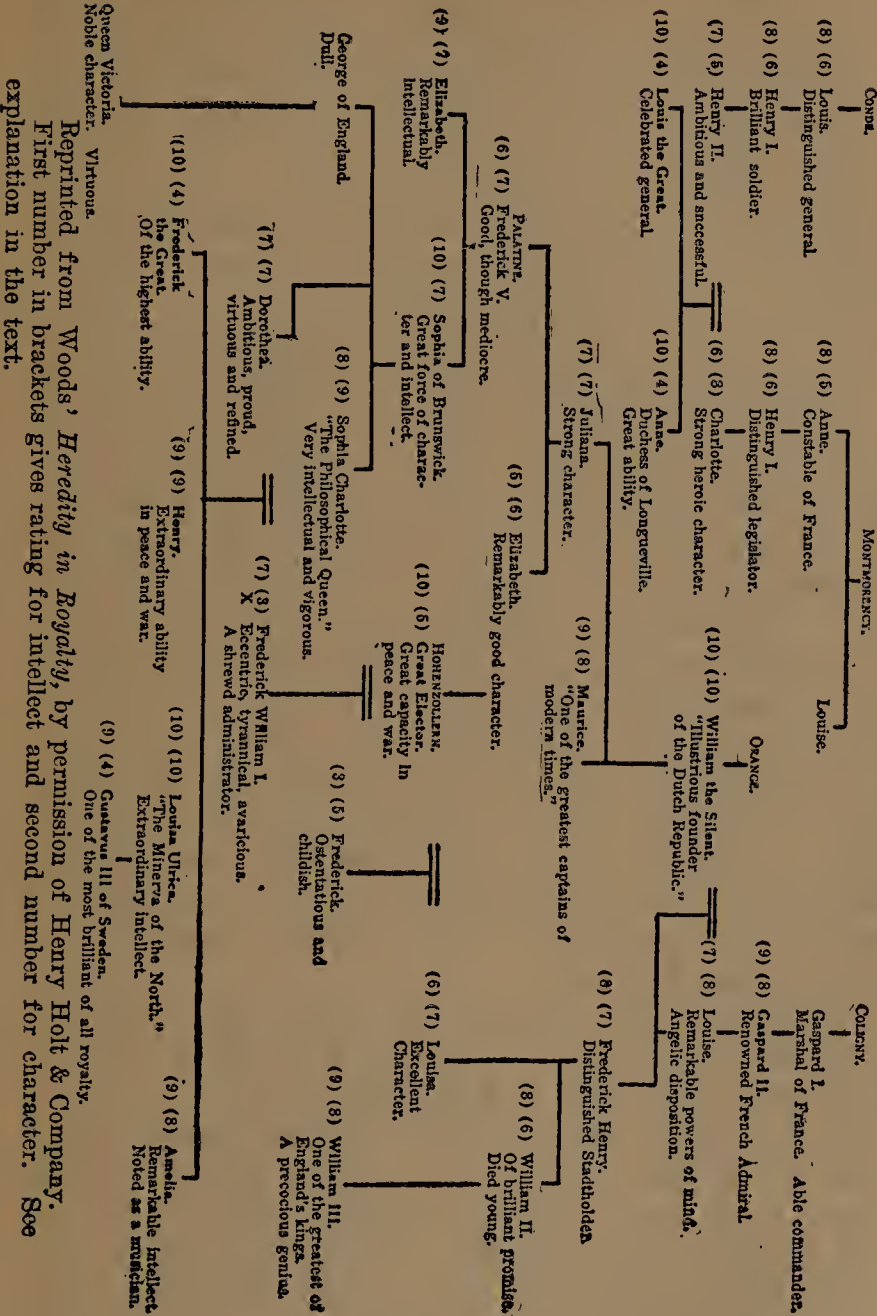 CONDE.
(8) (6) Louis.
Distinguished general.
(8) (6) Henry I.
Brilliant soldier.
(7) (5) Henry II.
Ambitious and successful.
(10) (4) Louis the Great.
Celebrated general.
MONTMORENCY.
(8) (5) Anne.
Constable of France.
Louise.
(8) (6) Henry I.
Distinguished legislator.
(6) (8) Charlotte.
Strong heroic character.
(10) (4) Anne.
Duchess of Longueville.
Great ability.
ORANGE.
(10) (10) William the Silent.
"Illustrious founder
of the Dutch Republic."
COLIGNY.
Gaspard I.
Marshal of France. Able commander.
(9) (8) Gaspard II.
Renowned French Admiral
(7) (8) Louise.
Remarkable powers of mind.
Angelic disposition.
(7) (7) Juliana.
Strong character.
(9) (8) Maurice.
"One of the greatest captains of
modern times."
(8) (7) Frederick Henry.
Distinguished Stadtholder
PALATINE.
(6) (7) Frederick V.
Good, though mediocre.
(5) (6) Elizabeth.
Remarkably good character.
(8) (6) William II.
Of brilliant promise.
Died young.
(9) (7) Elizabeth.
Remarkably
Intellectual.
(10) (7) Sophia of Brunswick.
Great force of charac-
ter and intellect.
HOHENZOLLERN.
(10) (5) Great Elector.
Great capacity in
peace and war.
(6) (7) Louisa.
Excellent
Character.
(9) (8) William III.
One of the greatest of
England's kings.
A precocious genius.
George of England.
Dull.
(8) (9) Sophia Charlotte.
"The Philosophical Queen."
Very intellectual and vigorous.
(3) (5) Frederick.
Ostentatious and
childish.
(7) (7) Dorothea.
Ambitious, proud,
virtuous and refined.
(7) (3) Frederick William I.
X Eccentric, tyrannical, avaricious.
A shrewd administrator.
Queen Victoria.
Noble character. Virtuous.
(10) (4) Frederick
the Great.
Of the highest ability.
(9) (9) Henry.
Extraordinary ability
in peace and war.
(10) (10) Louisa Ulrica.
"The Minerva of the North."
Extraordinary intellect.
(9) (8) Amelia.
Remarkable intellect
Noted as a musician.
(9) (4) Gustavus III of Sweden.
One of the most brilliant of all royalty.
Reprinted from Woods' Heredity in Royalty, by permission of Henry Holt & Company.
First number in brackets gives rating for intellect and second number for character. See
explanation in the text.